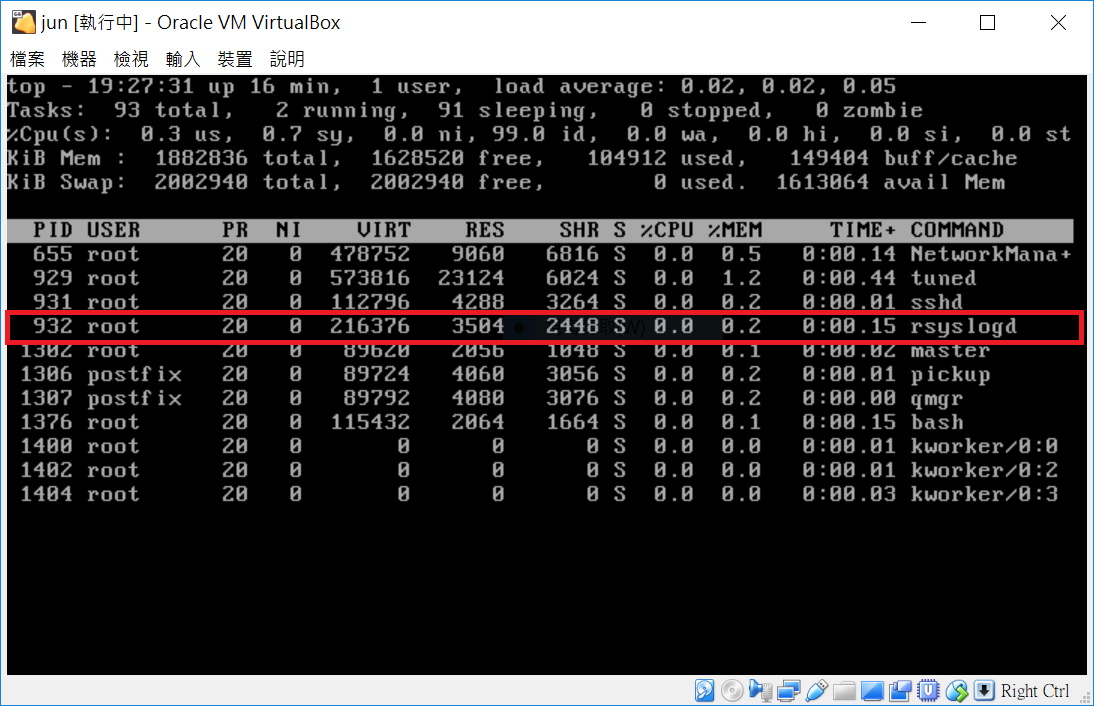 jun [執行中] - Oracle VM VirtualBox
檔案 機器 檢視 輸入 裝置 說明
top - 19:27:31 up 16 min,  1 user,  load average: 0.02, 0.02, 0.05
Tasks:  93 total,   2 running,  91 sleeping,   0 stopped,   0 zombie
%Cpu(s):  0.3 us,  0.7 sy,  0.0 ni, 99.0 id,  0.0 wa,  0.0 hi,  0.0 si,  0.0 st
KiB Mem :  1882836 total,  1628520 free,   104912 used,   149404 buff/cache
KiB Swap:  2002940 total,  2002940 free,        0 used.  1613064 avail Mem
PID USER      PR  NI    VIRT    RES    SHR S %CPU %MEM     TIME+ COMMAND
655 root      20   0  478752   9060   6816 S  0.0  0.5   0:00.14 NetworkMana+
929 root      20   0  573816  23124   6024 S  0.0  1.2   0:00.44 tuned
931 root      20   0  112796   4288   3264 S  0.0  0.2   0:00.01 sshd
932 root      20   0  216376   3504   2448 S  0.0  0.2   0:00.15 rsyslogd
1302 root      20   0   89620   2056   1048 S  0.0  0.1   0:00.02 master
1306 postfix   20   0   89724   4060   3056 S  0.0  0.2   0:00.01 pickup
1307 postfix   20   0   89792   4080   3076 S  0.0  0.2   0:00.00 qmgr
1376 root      20   0  115432   2064   1664 S  0.0  0.1   0:00.15 bash
1400 root      20   0       0      0      0 S  0.0  0.0   0:00.01 kworker/0:0
1402 root      20   0       0      0      0 S  0.0  0.0   0:00.01 kworker/0:2
1404 root      20   0       0      0      0 S  0.0  0.0   0:00.03 kworker/0:3
Right Ctrl